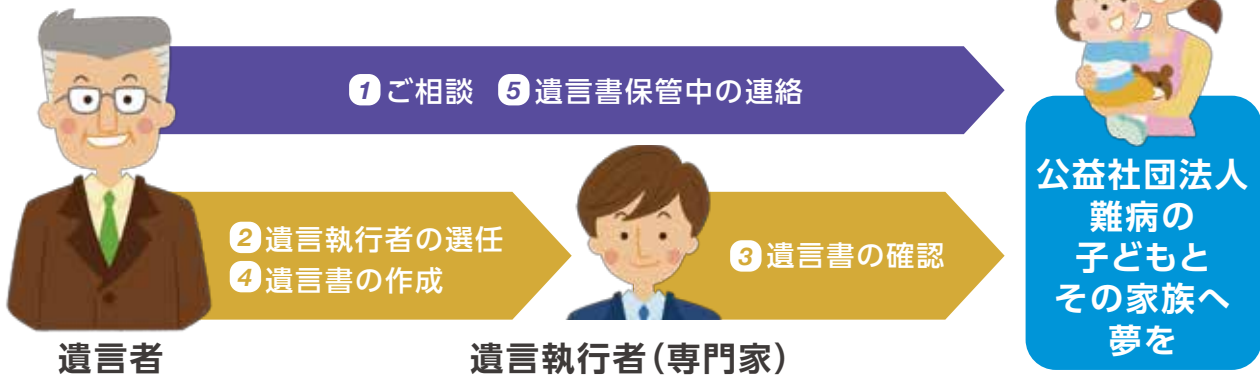 1 ご相談 5 遺言書保管中の連絡
2 遺言執行者の選任
4 遺言書の作成
3 遺言書の確認
公益社団法人
難病の
子どもと
その家族へ
夢を
遺言者
遺言執行者(専門家)